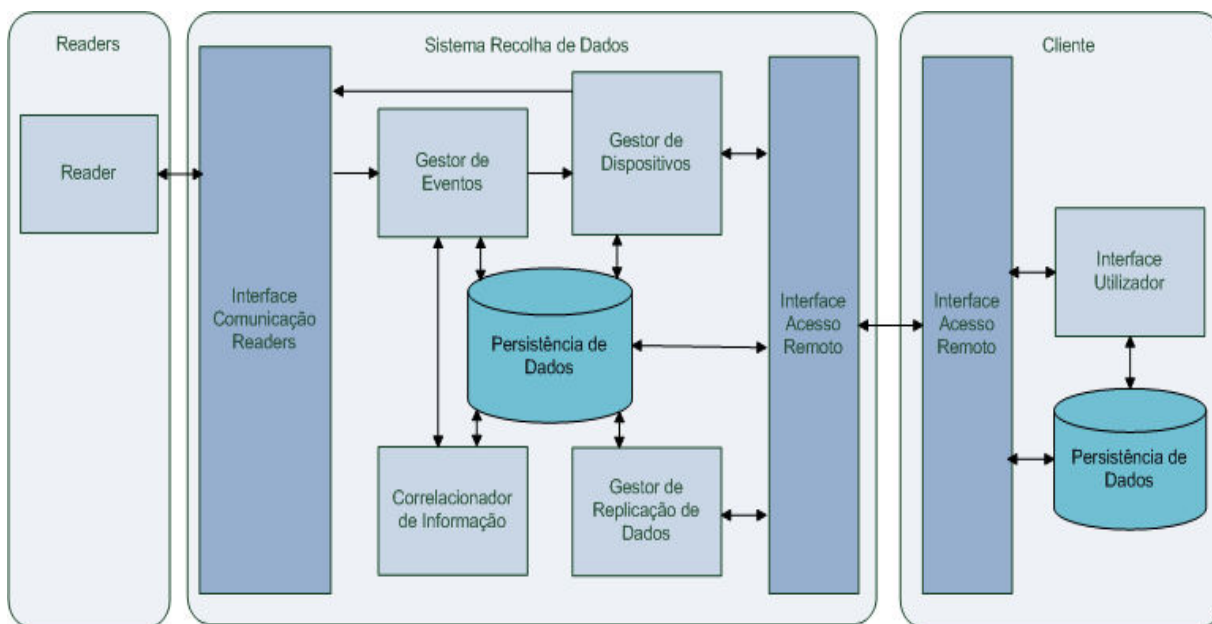 Readers
Sistema Recolha de Dados
Cliente
Reader
Interface
Comunicação
Readers
Gestor de
Eventos
Gestor de
Dispositivos
Persistência de
Dados
Correlacionador
de Informação
Gestor de
Replicação de
Dados
Interface
Acesso
Remoto
Interface
Acesso
Remoto
Interface
Utilizador
Persistência de
Dados